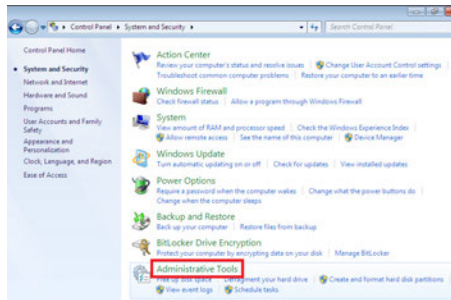 Control Panel ▸ System and Security ▸
Search Control Panel
Control Panel Home
System and Security
Network and Internet
Hardware and Sound
Programs
User Accounts and Family
Safety
Appearance and
Personalization
Clock, Language, and Region
Ease of Access
Action Center
Review your computer's status and resolve issues | Change User Account Control settings |
Troubleshoot common computer problems | Restore your computer to an earlier time
Windows Firewall
Check firewall status | Allow a program through Windows Firewall
System
View amount of RAM and processor speed | Check the Windows Experience Index |
Allow remote access | See the name of this computer | Device Manager
Windows Update
Turn automatic updating on or off | Check for updates | View installed updates
Power Options
Require a password when the computer wakes | Change what the power buttons do |
Change when the computer sleeps
Backup and Restore
Back up your computer | Restore files from backup
BitLocker Drive Encryption
Protect your computer by encrypting data on your disk | Manage BitLocker
Administrative Tools
Free up disk space | Defragment your hard drive | Create and format hard disk partitions
View event logs | Schedule tasks